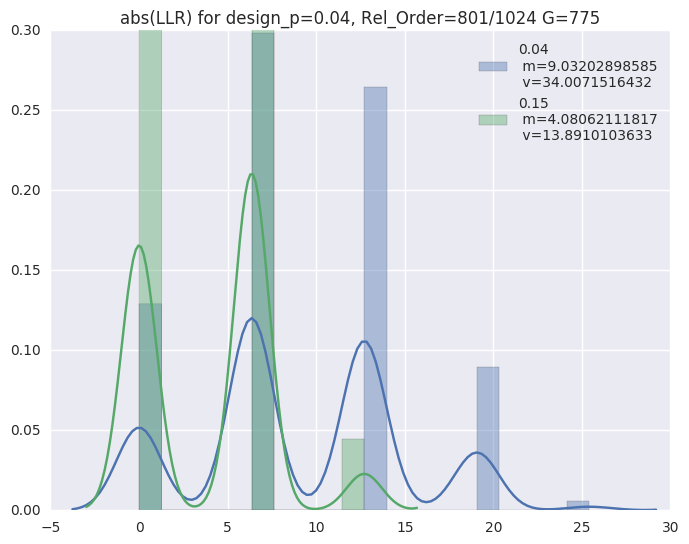 abs(LLR) for design_p=0.04, Rel_Order=801/1024 G=775
0.04
m=9.03202898585
v=34.0071516432
0.15
m=4.08062111817
v=13.8910103633
0.30
0.25
0.20
0.15
0.10
0.05
0.00
−5 0 5 10 15 20 25 30